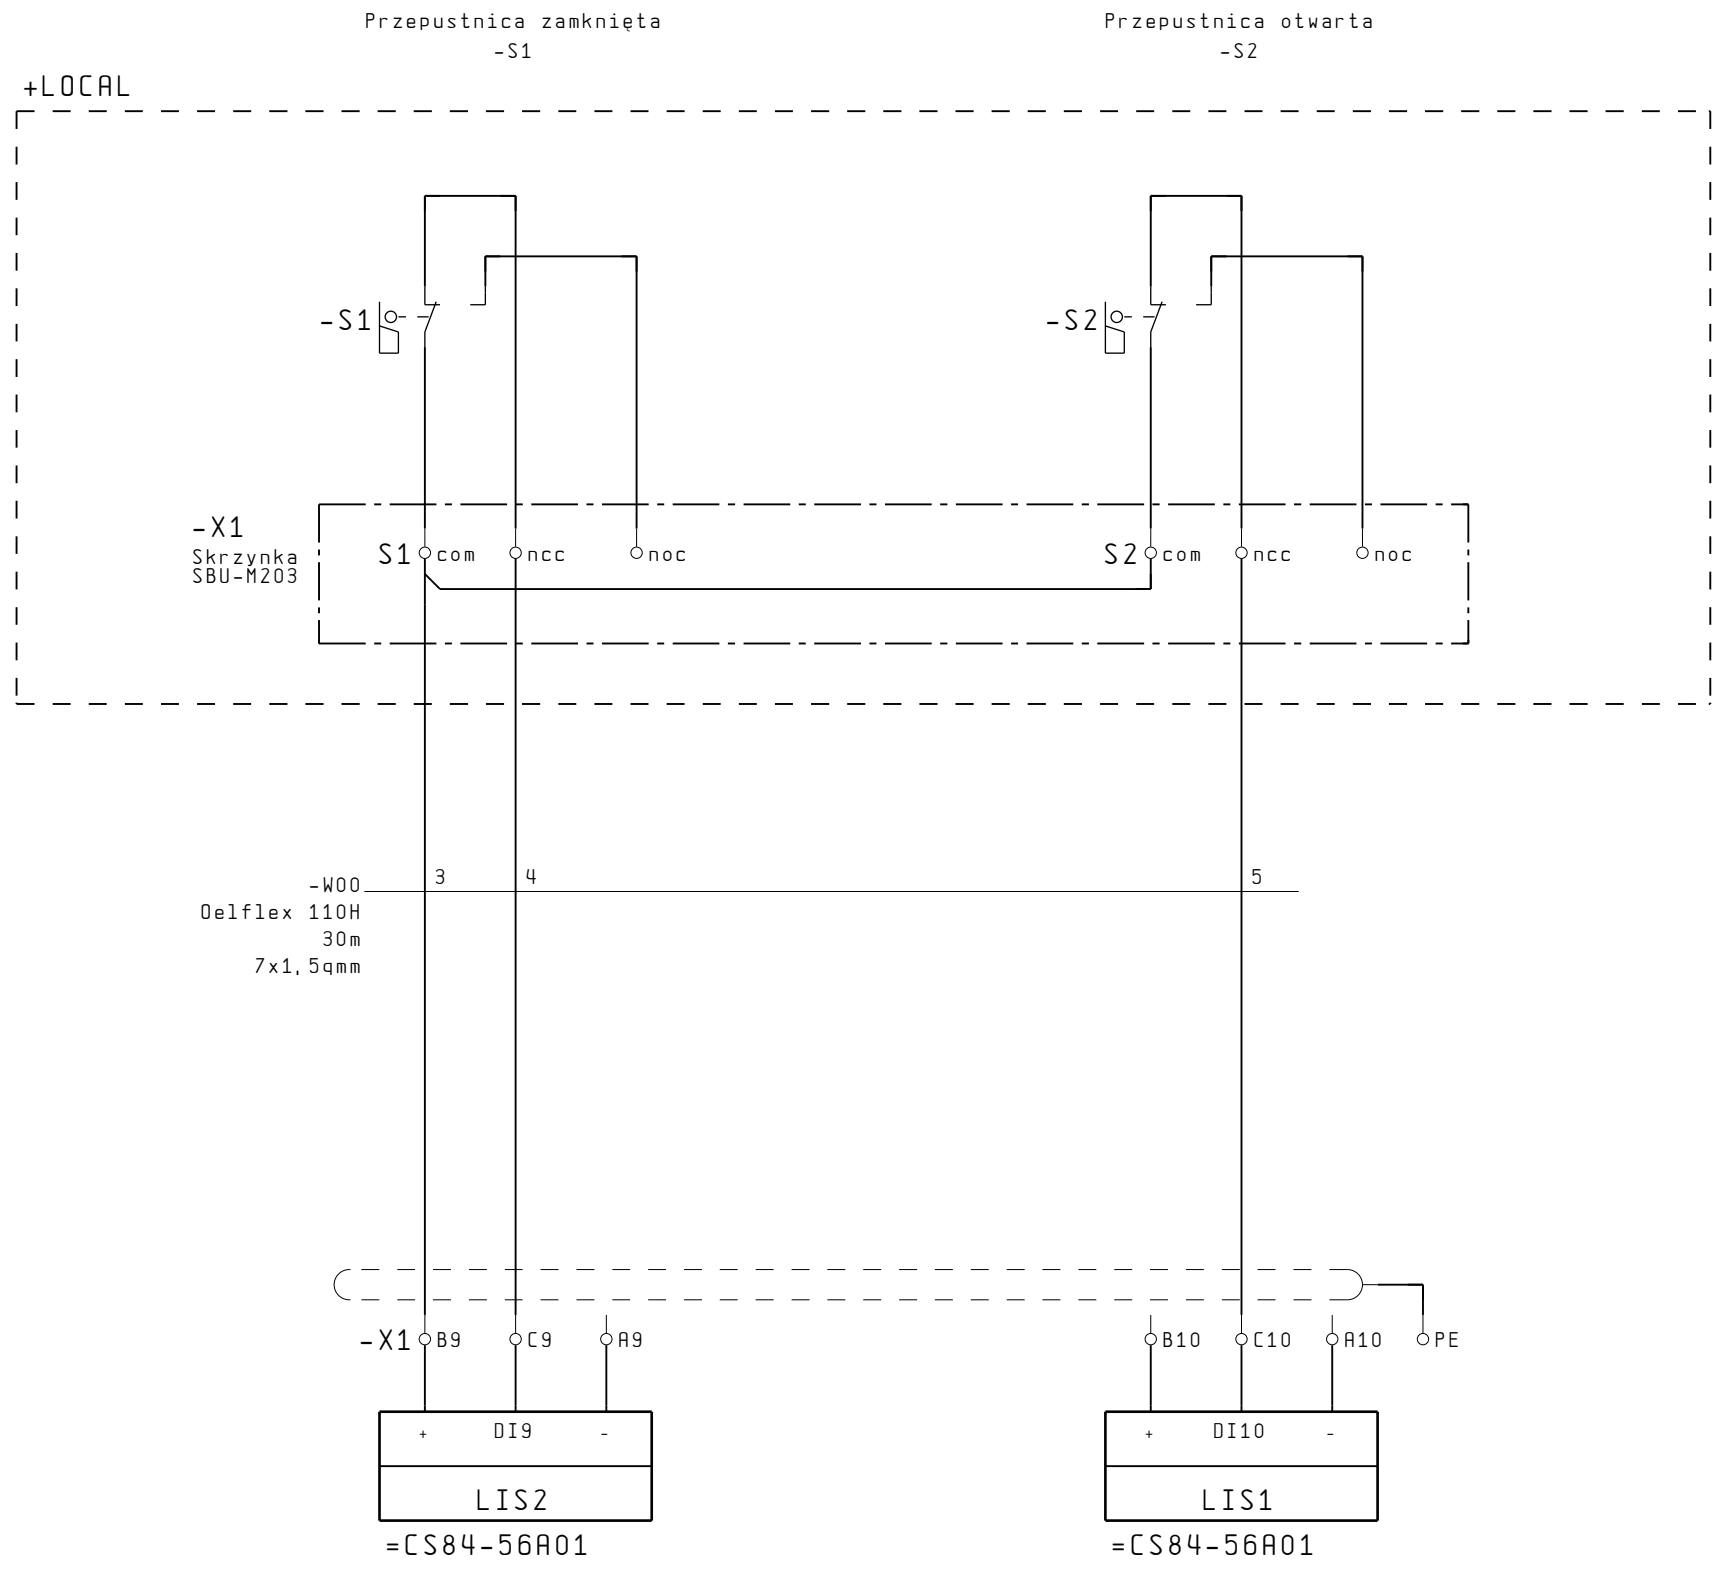 Przepustnica zamknięta
Przepustnica otwarta
-S1
-S2
+LOCAL
-S1
-S2
-X1
Skrzynka
SBU-M203
S1 com ncc noc
S2 com ncc noc
3
4
5
-W00
Oelflex 110H
30m
7x1,5qmm
-X1 B9 C9 A9
B10 C10 A10 PE
+ DI9 -
+ DI10 -
LIS2
LIS1
=CS84-56A01
=CS84-56A01